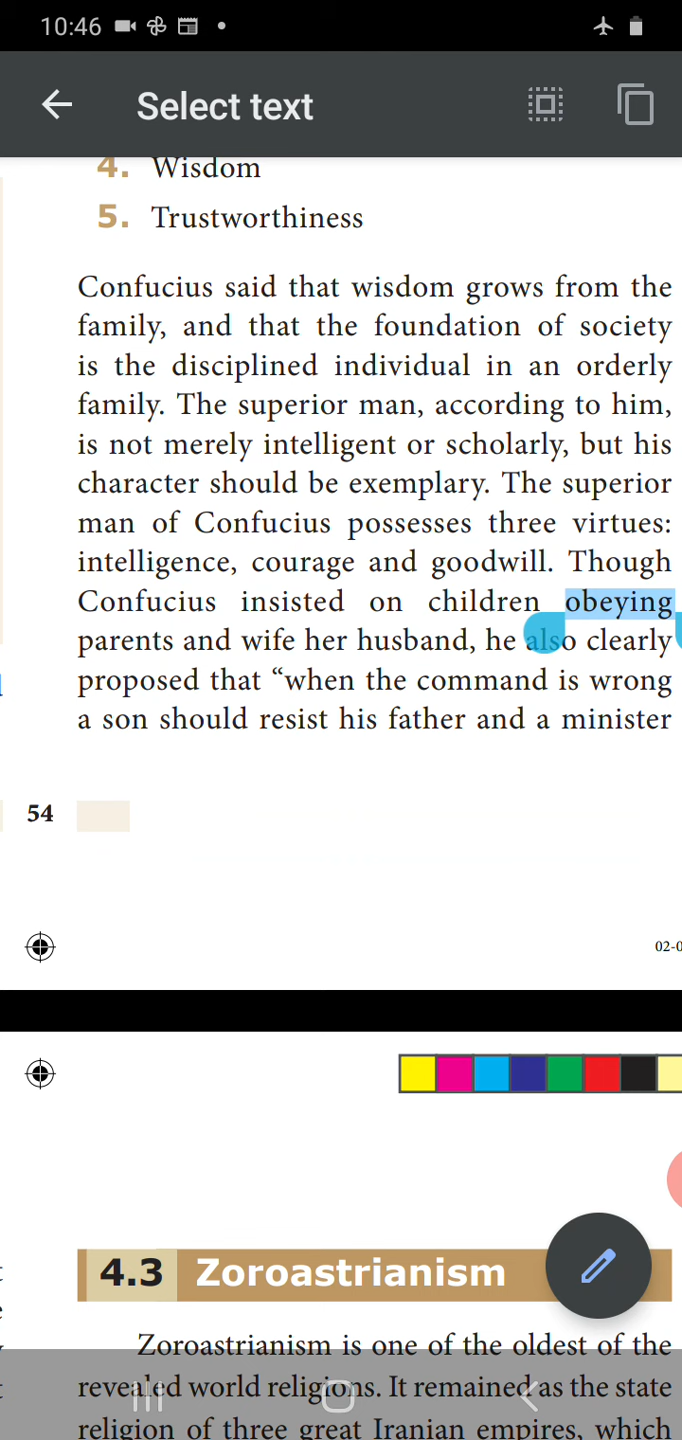 10:46
Select text
4. Wisdom
5. Trustworthiness
Confucius said that wisdom grows from the
family, and that the foundation of society
is the disciplined individual in an orderly
family. The superior man, according to him,
is not merely intelligent or scholarly, but his
character should be exemplary. The superior
man of Confucius possesses three virtues:
intelligence, courage and goodwill. Though
Confucius insisted on children obeying
parents and wife her husband, he also clearly
proposed that “when the command is wrong
a son should resist his father and a minister
54
02-0
4.3 Zoroastrianism
Zoroastrianism is one of the oldest of the
revealed world religions. It remained as the state
religion of three great Iranian empires, which